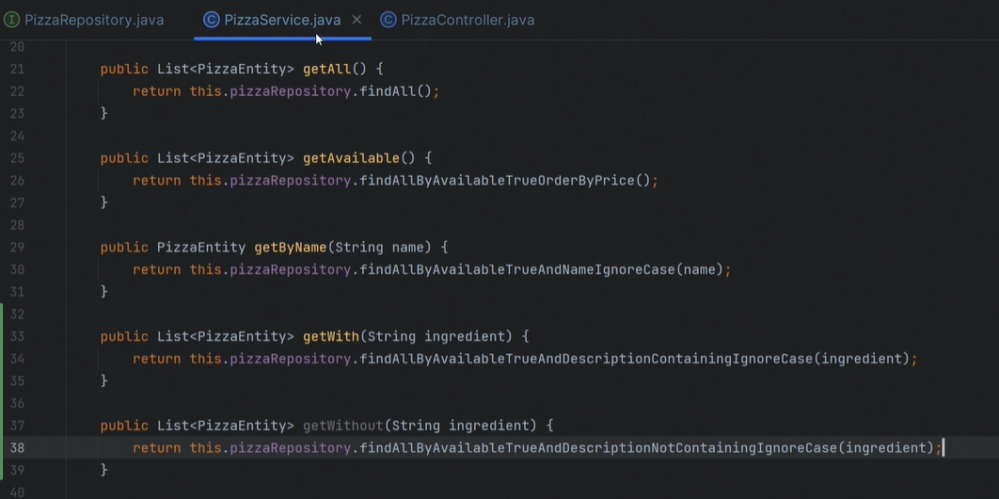 I PizzaRepository.java C PizzaService.java × C PizzaController.java
20
21 public List<PizzaEntity> getAll() {
22 return this.pizzaRepository.findAll();
23 }
24
25 public List<PizzaEntity> getAvailable() {
26 return this.pizzaRepository.findAllByAvailableTrueOrderByPrice();
27 }
28
29 public PizzaEntity getByName(String name) {
30 return this.pizzaRepository.findAllByAvailableTrueAndNameIgnoreCase(name);
31 }
32
33 public List<PizzaEntity> getWith(String ingredient) {
34 return this.pizzaRepository.findAllByAvailableTrueAndDescriptionContainingIgnoreCase(ingredient);
35 }
36
37 public List<PizzaEntity> getWithout(String ingredient) {
38 return this.pizzaRepository.findAllByAvailableTrueAndDescriptionNotContainingIgnoreCase(ingredient);
39 }
40